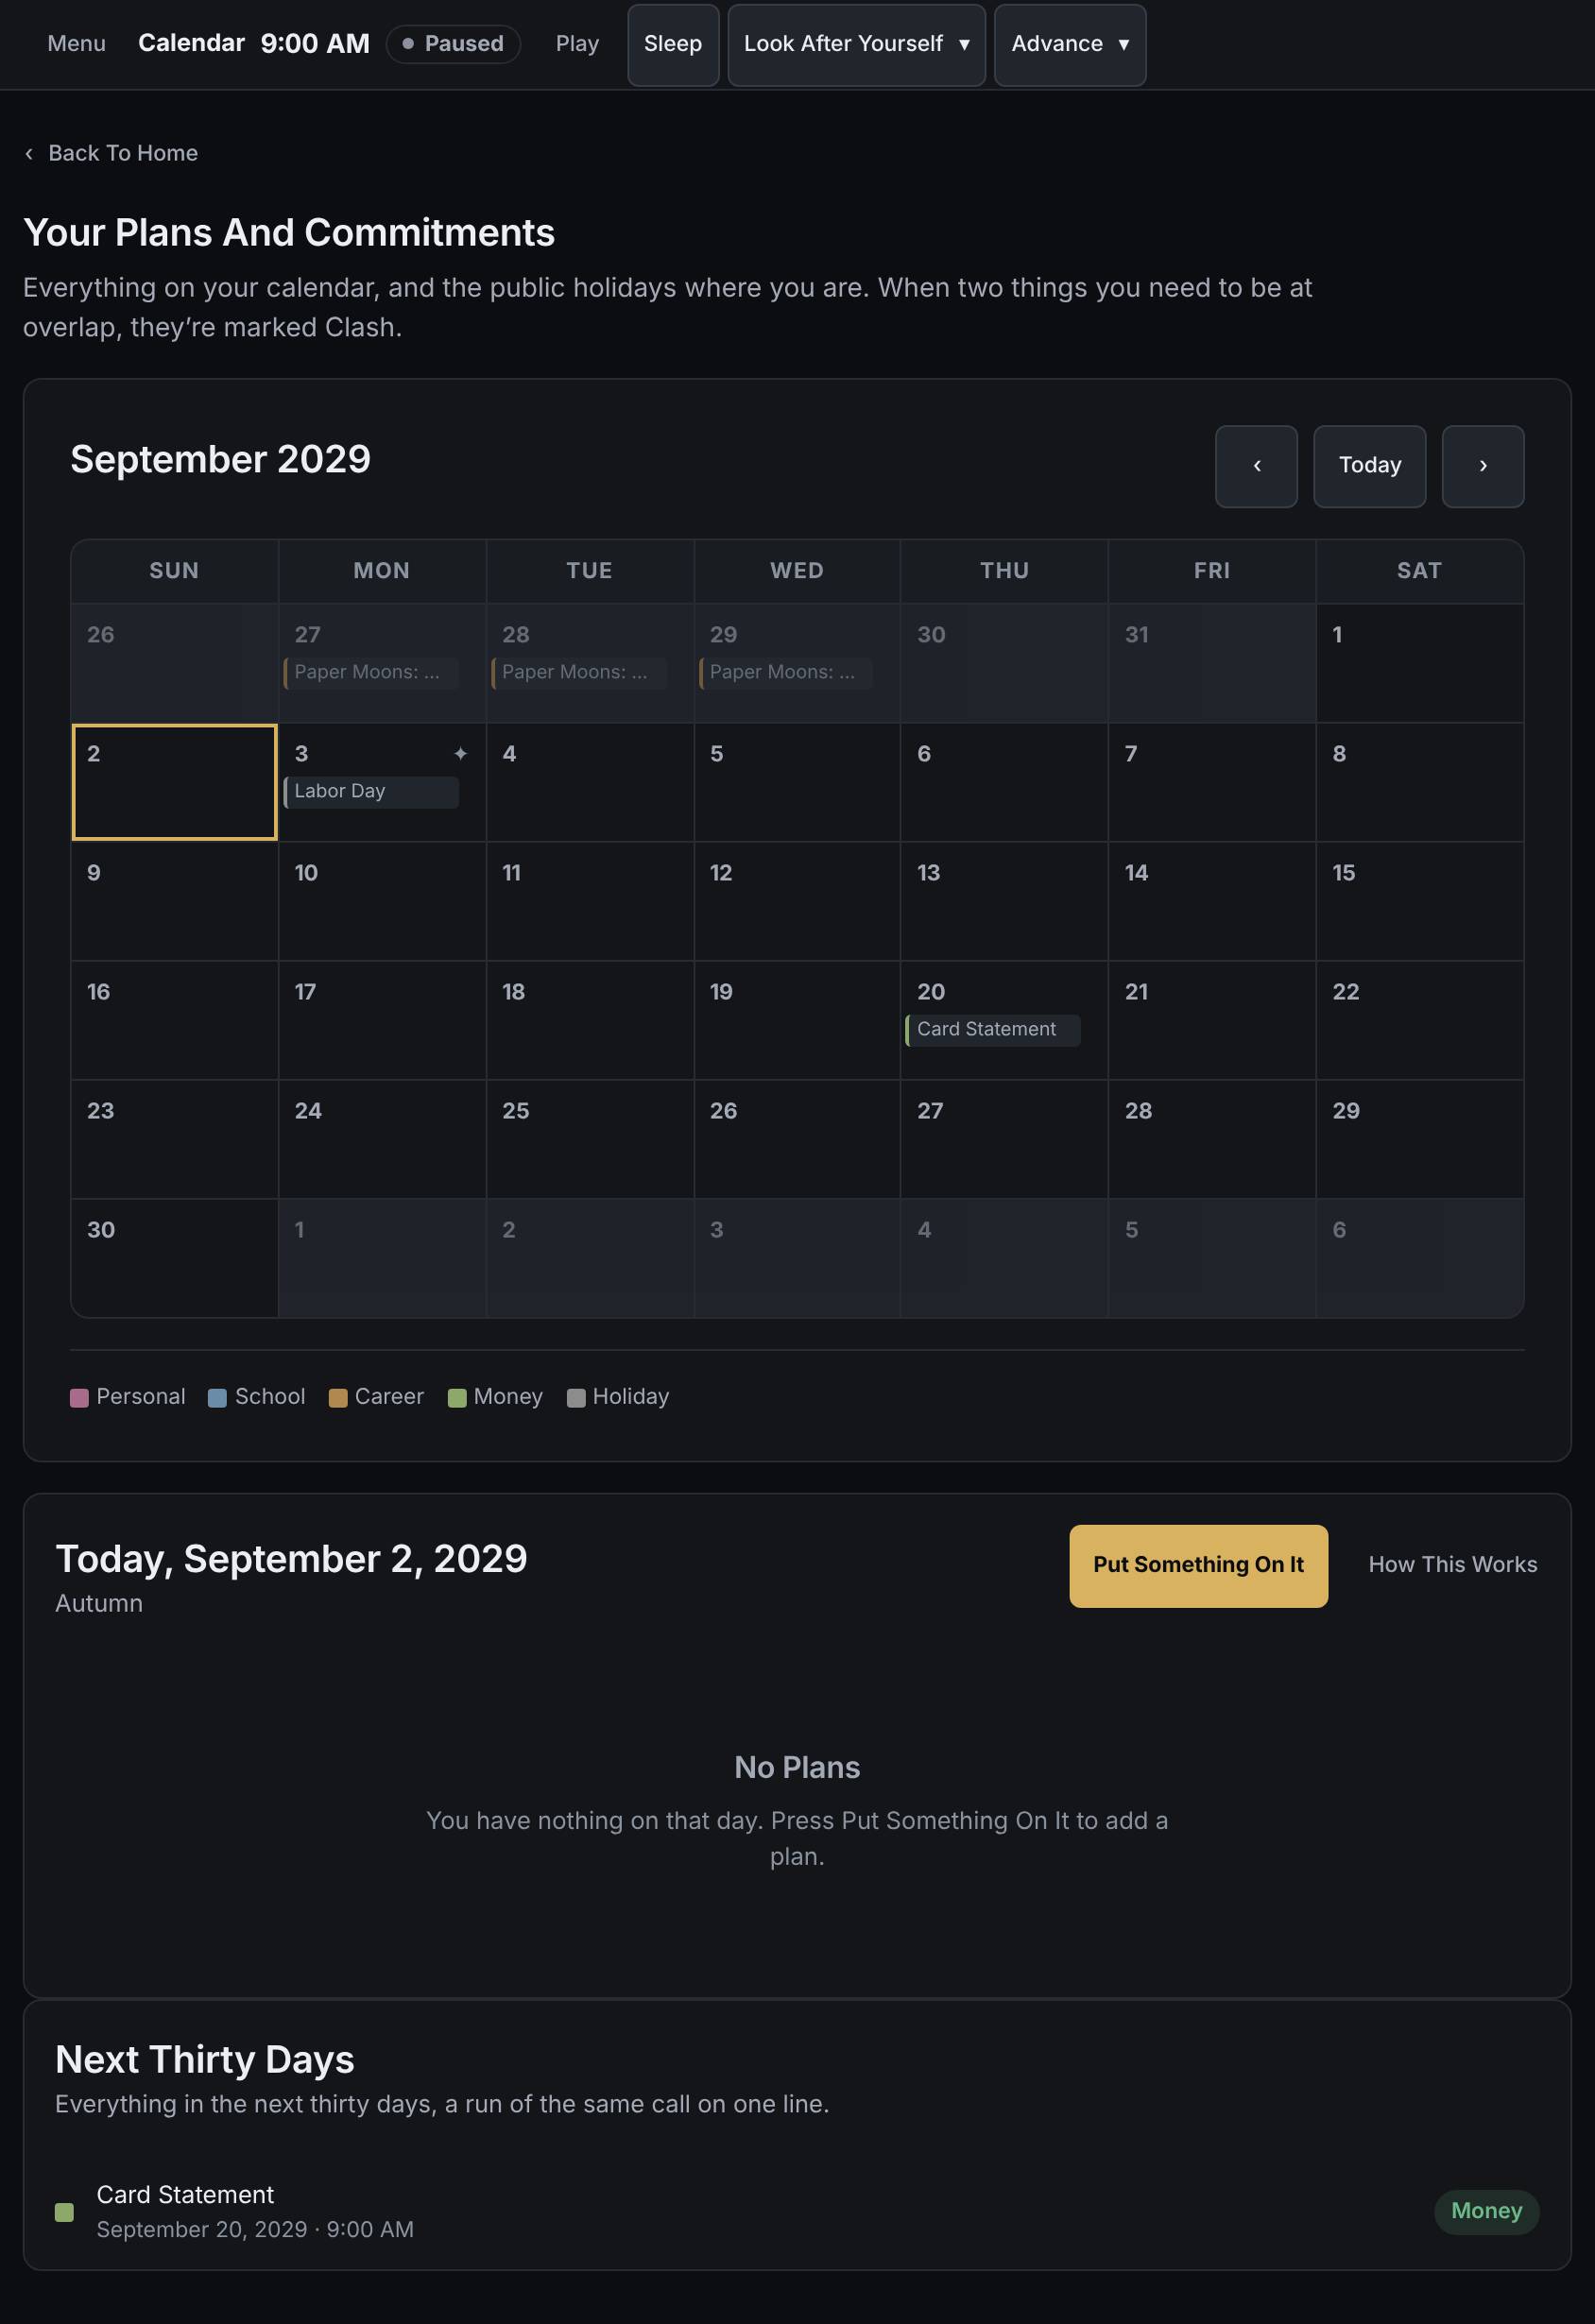 Menu Calendar 9:00 AM Paused Play Sleep Look After Yourself ▾ Advance ▾
‹ Back To Home
Your Plans And Commitments
Everything on your calendar, and the public holidays where you are. When two things you need to be at
overlap, they’re marked Clash.
September 2029 ‹ Today ›
SUN MON TUE WED THU FRI SAT
26 27 28 29 30 31 1
Paper Moons: ... Paper Moons: ... Paper Moons: ...
2 3 ✦ 4 5 6 7 8
Labor Day
9 10 11 12 13 14 15
16 17 18 19 20 21 22
Card Statement
23 24 25 26 27 28 29
30 1 2 3 4 5 6
Personal School Career Money Holiday
Today, September 2, 2029 Put Something On It How This Works
Autumn
No Plans
You have nothing on that day. Press Put Something On It to add a
plan.
Next Thirty Days
Everything in the next thirty days, a run of the same call on one line.
Card Statement
September 20, 2029 · 9:00 AM Money